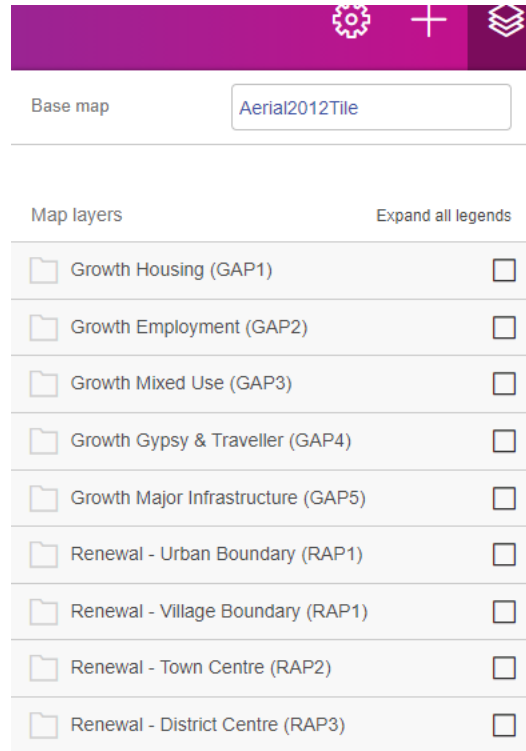 Base map
Aerial2012Tile
Map layers
Expand all legends
Growth Housing (GAP1)
Growth Employment (GAP2)
Growth Mixed Use (GAP3)
Growth Gypsy & Traveller (GAP4)
Growth Major Infrastructure (GAP5)
Renewal - Urban Boundary (RAP1)
Renewal - Village Boundary (RAP1)
Renewal - Town Centre (RAP2)
Renewal - District Centre (RAP3)